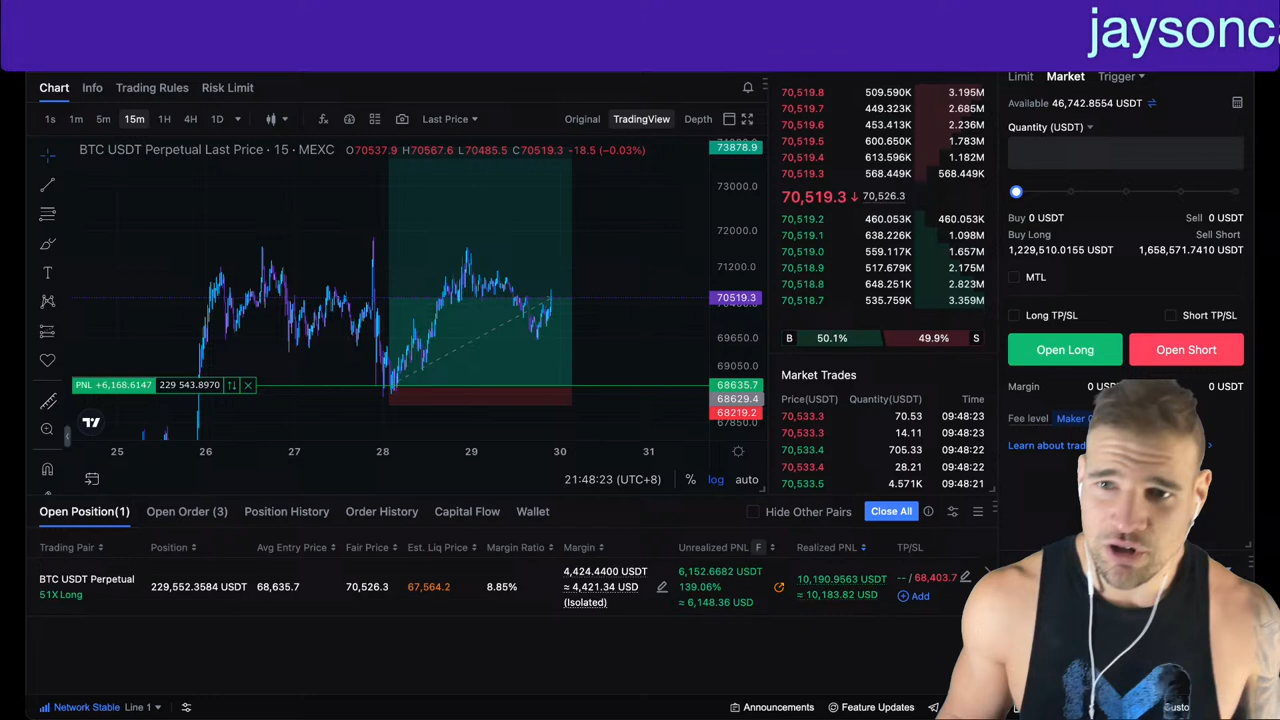 jaysonc
Chart Info Trading Rules Risk Limit
1s 1m 5m 15m 1H 4H 1D Last Price Original TradingView Depth
BTC USDT Perpetual Last Price · 15 · MEXC O70537.9 H70567.6 L70485.5 C70519.3 -18.5 (−0.03%)
73878.9
73000.0
72000.0
71200.0
70519.3
69650.0
69050.0
68635.7
68629.4
68219.2
67850.0
PNL +6,168.6147 229 543.8970
25 26 27 28 29 30 31
21:48:23 (UTC+8) % log auto
70,519.8 509.590K 3.195M
70,519.7 449.323K 2.685M
70,519.6 453.413K 2.236M
70,519.5 600.650K 1.783M
70,519.4 613.596K 1.182M
70,519.3 568.449K 568.449K
70,519.3↓ 70,526.3
70,519.2 460.053K 460.053K
70,519.1 638.226K 1.098M
70,519.0 559.117K 1.657M
70,518.9 517.679K 2.175M
70,518.8 648.251K 2.823M
70,518.7 535.759K 3.359M
B 50.1% 49.9% S
Market Trades
Price(USDT) Quantity(USDT) Time
70,533.3 70.53 09:48:23
70,533.3 14.11 09:48:23
70,533.4 705.33 09:48:22
70,533.4 28.21 09:48:22
70,533.5 4.571K 09:48:21
Limit Market Trigger
Available 46,742.8554 USDT
Quantity (USDT)
Buy 0 USDT Sell 0 USDT
Buy Long Sell Short
1,229,510.0155 USDT 1,658,571.7410 USDT
MTL
Long TP/SL Short TP/SL
Open Long Open Short
Margin 0 USDT 0 USDT
Fee level Maker
Learn about
Open Position(1) Open Order (3) Position History Order History Capital Flow Wallet Hide Other Pairs Close All
Trading Pair Position Avg Entry Price Fair Price Est. Liq Price Margin Ratio Margin Unrealized PNL F Realized PNL TP/SL
BTC USDT Perpetual 229,552.3584 USDT 68,635.7 70,526.3 67,564.2 8.85% 4,424.4400 USDT 6,152.6682 USDT 10,190.9563 USDT -- / 68,403.7
51X Long ≈ 4,421.34 USD 139.06% ≈ 10,183.82 USD Add
(Isolated) ≈ 6,148.36 USD
Network Stable Line 1 Announcements Feature Updates Custo